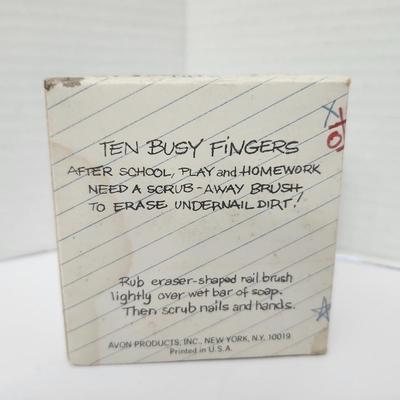 TEN BUSY FINGERS
AFTER SCHOOL, PLAY and HOMEWORK
NEED A SCRUB-AWAY BRUSH
TO ERASE UNDERNAIL DIRT!
Rub eraser-shaped nail brush
lightly over wet bar of soap.
Then scrub nails and hands.
AVON PRODUCTS, INC., NEW YORK, N.Y. 10019
Printed in U.S.A.